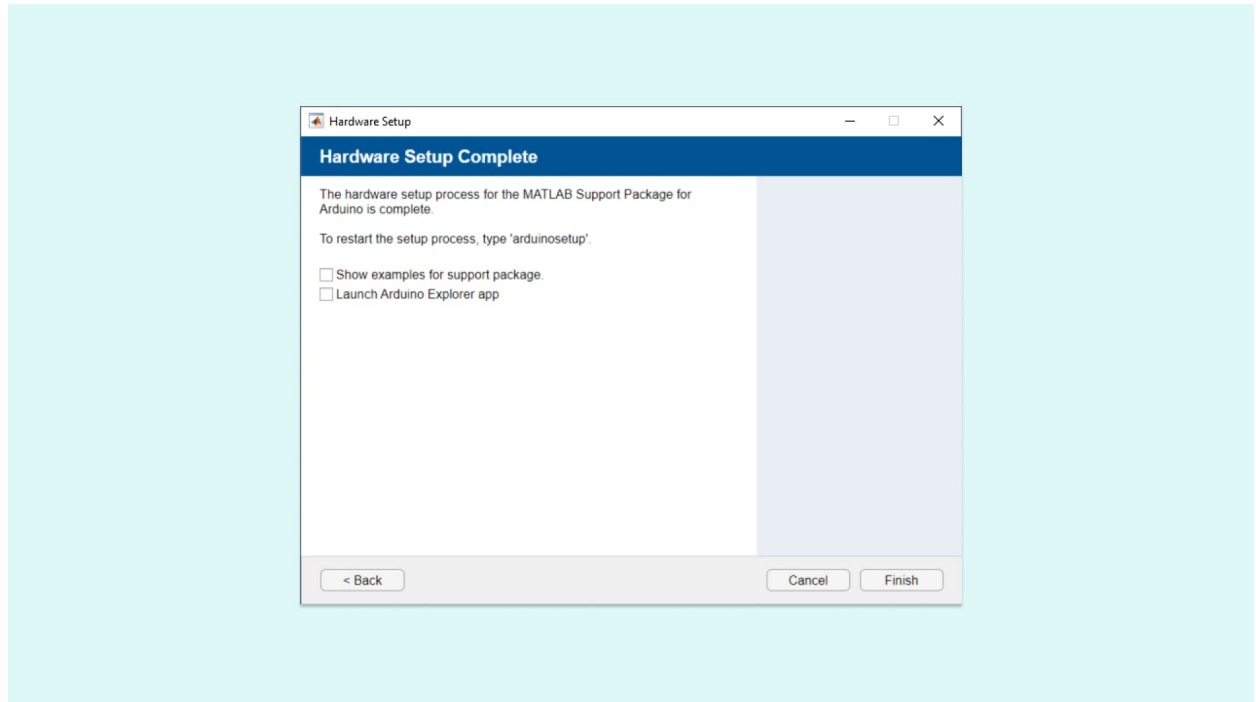 Hardware Setup
Hardware Setup Complete
The hardware setup process for the MATLAB Support Package for
Arduino is complete.
To restart the setup process, type 'arduinosetup'.
Show examples for support package.
Launch Arduino Explorer app
< Back
Cancel
Finish